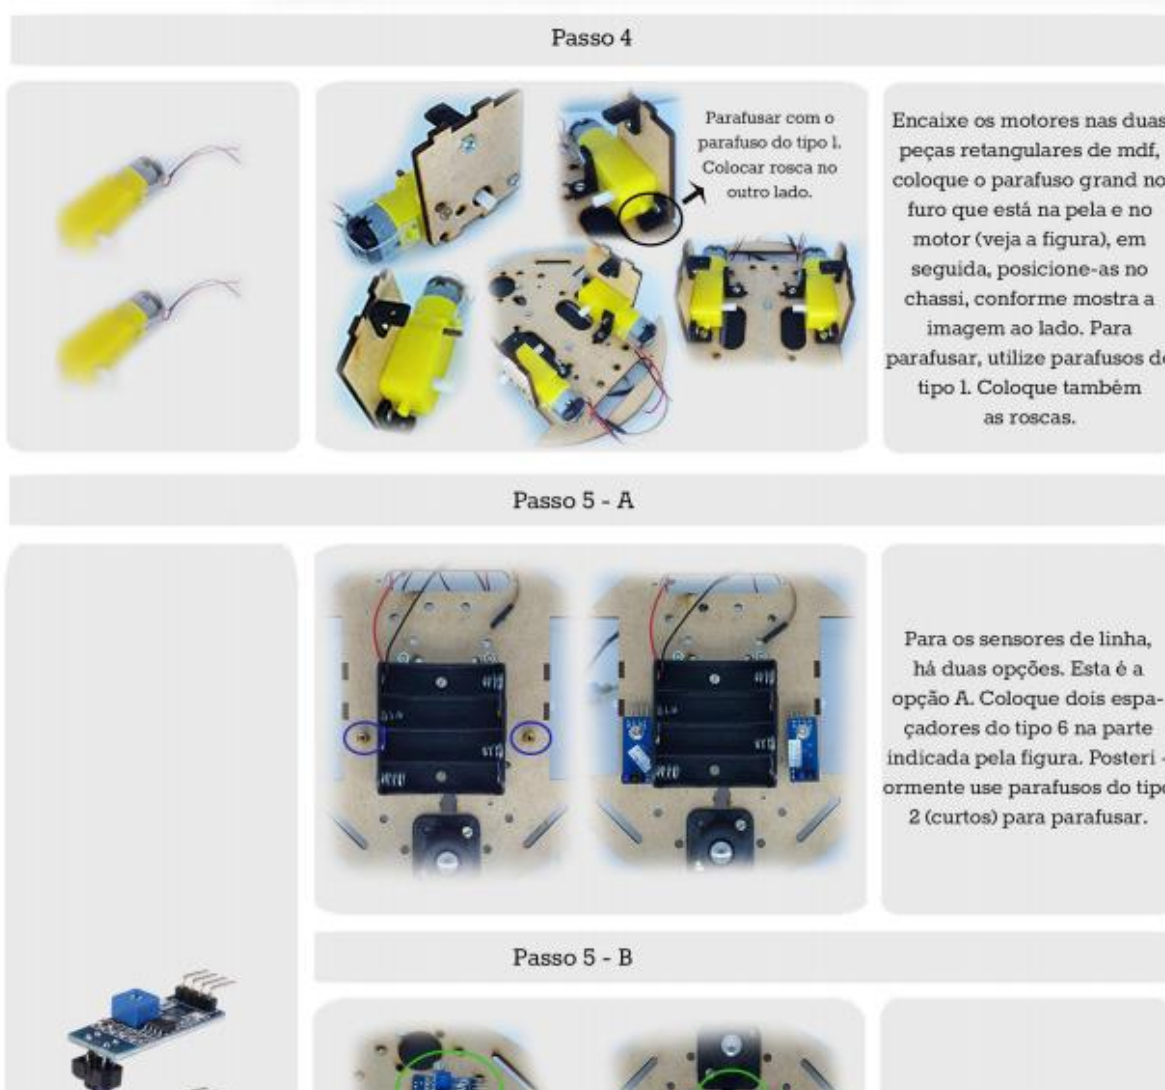 Passo 4
Parafusar com o
parafuso do tipo 1.
Colocar rosca no
outro lado.
Encaixe os motores nas duas
peças retangulares de mdf,
coloque o parafuso grand no
furo que está na pela e no
motor (veja a figura), em
seguida, posicione-as no
chassi, conforme mostra a
imagem ao lado. Para
parafusar, utilize parafusos de
tipo 1. Coloque também
as roscas.
Passo 5 - A
Para os sensores de linha,
há duas opções. Esta é a
opção A. Coloque dois espa-
çadores do tipo 6 na parte
indicada pela figura. Posteri -
ormente use parafusos do tipo
2 (curtos) para parafusar.
Passo 5 - B